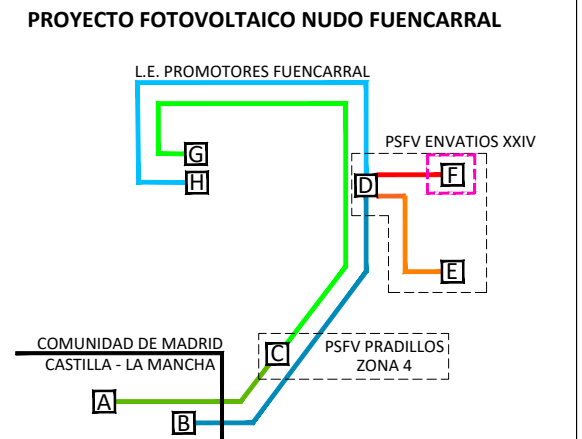 PROYECTO FOTOVOLTAICO NUDO FUENCARRAL
L.E. PROMOTORES FUENCARRAL
PSFV ENVATIOS XXIV
G
H
D
F
E
COMUNIDAD DE MADRID
CASTILLA - LA MANCHA
C
PSFV PRADILLOS
ZONA 4
A
B